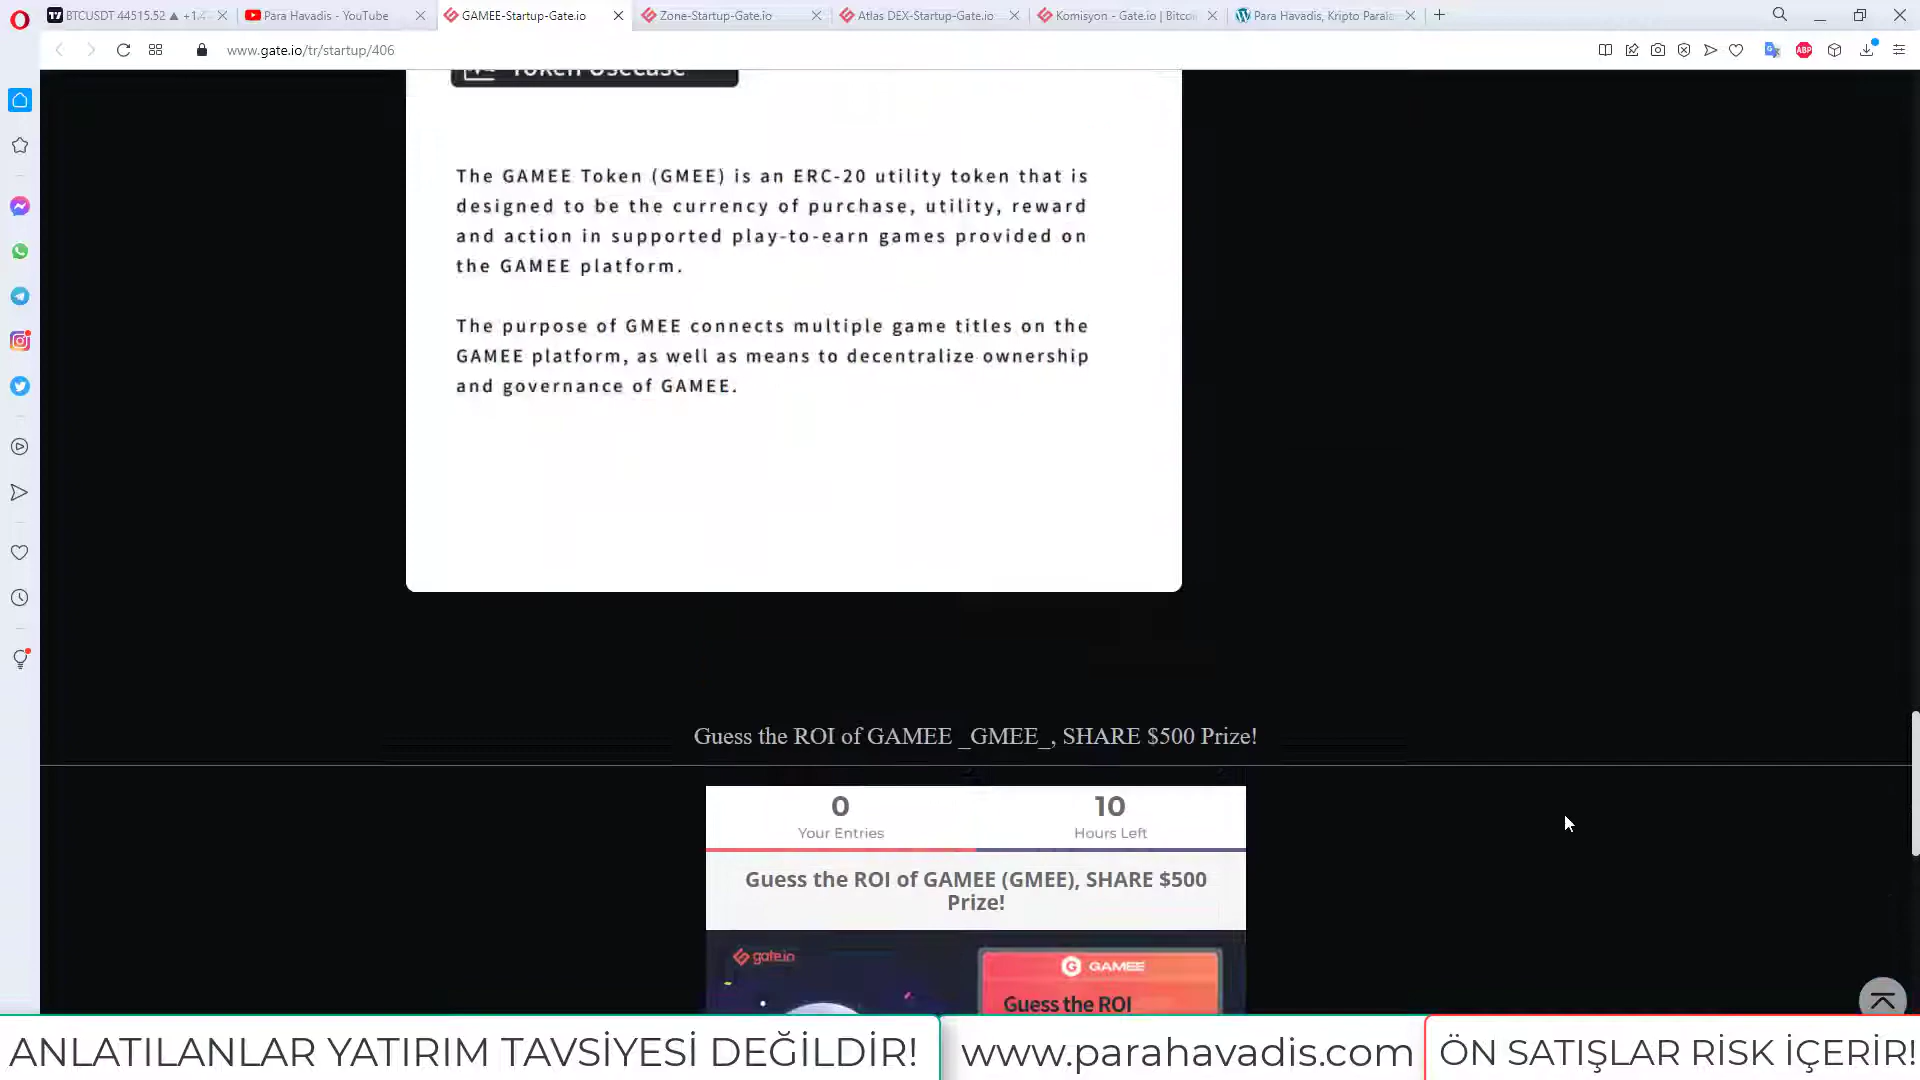 BTCUSDT 44515.52 ▲ +1.
Para Havadis - YouTube
GAMEE-Startup-Gate.io
Zone-Startup-Gate.io
Atlas DEX-Startup-Gate.io
Komisyon - Gate.io | Bitcoi
Para Havadis, Kripto Parala
www.gate.io/tr/startup/406
ABP
Token Usecase
The GAMEE Token (GMEE) is an ERC-20 utility token that is
designed to be the currency of purchase, utility, reward
and action in supported play-to-earn games provided on
the GAMEE platform.
The purpose of GMEE connects multiple game titles on the
GAMEE platform, as well as means to decentralize ownership
and governance of GAMEE.
Guess the ROI of GAMEE _GMEE_, SHARE $500 Prize!
0
Your Entries
10
Hours Left
Guess the ROI of GAMEE (GMEE), SHARE $500
Prize!
gate.io
GAMEE
Guess the ROI
ANLATILANLAR YATIRIM TAVSİYESİ DEĞİLDİR!
www.parahavadis.com
ÖN SATIŞLAR RİSK İÇERİR!